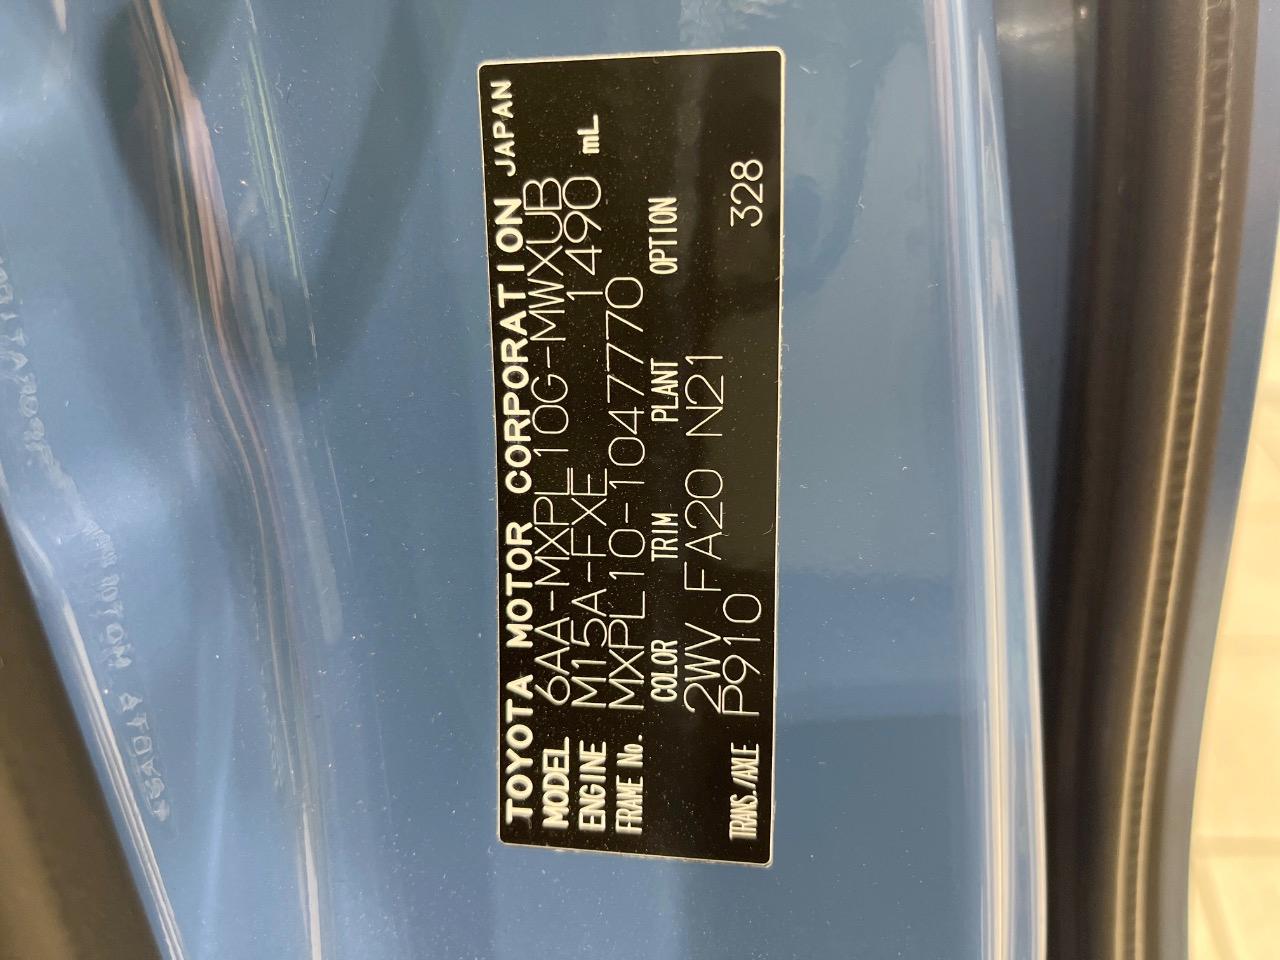 TOYOTA MOTOR CORPORATION JAPAN
MODEL 6AA-MXPL10G-MWXUB
ENGINE M15A-FXE 1490 mL
FRAME No. MXPL10-1047770
COLOR TRIM PLANT OPTION
2WV FA20 N21
TRANS./AXLE P910 328